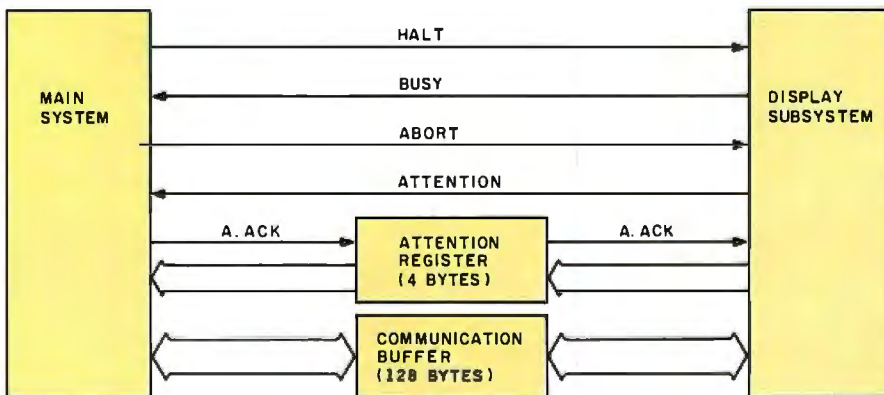 HALT
BUSY
MAIN
SYSTEM
DISPLAY
SUBSYSTEM
ABORT
ATTENTION
A. ACK
A. ACK
ATTENTION
REGISTER
(4 BYTES)
COMMUNICATION
BUFFER
(128 BYTES)